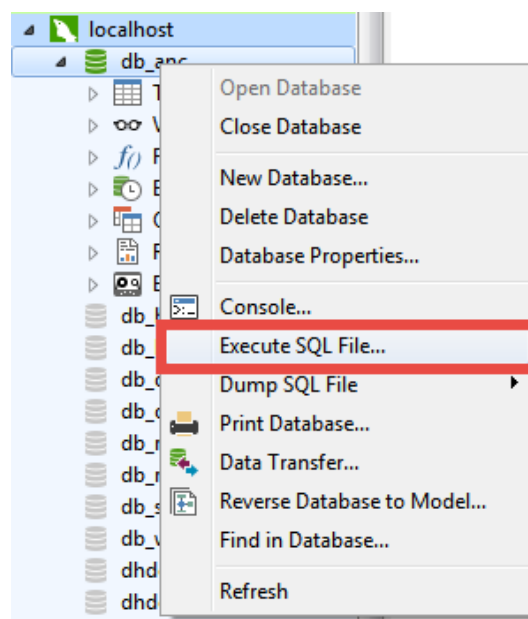 localhost
db_anc
Open Database
Close Database
New Database...
Delete Database
Database Properties...
Console...
Execute SQL File...
Dump SQL File
Print Database...
Data Transfer...
Reverse Database to Model...
Find in Database...
Refresh